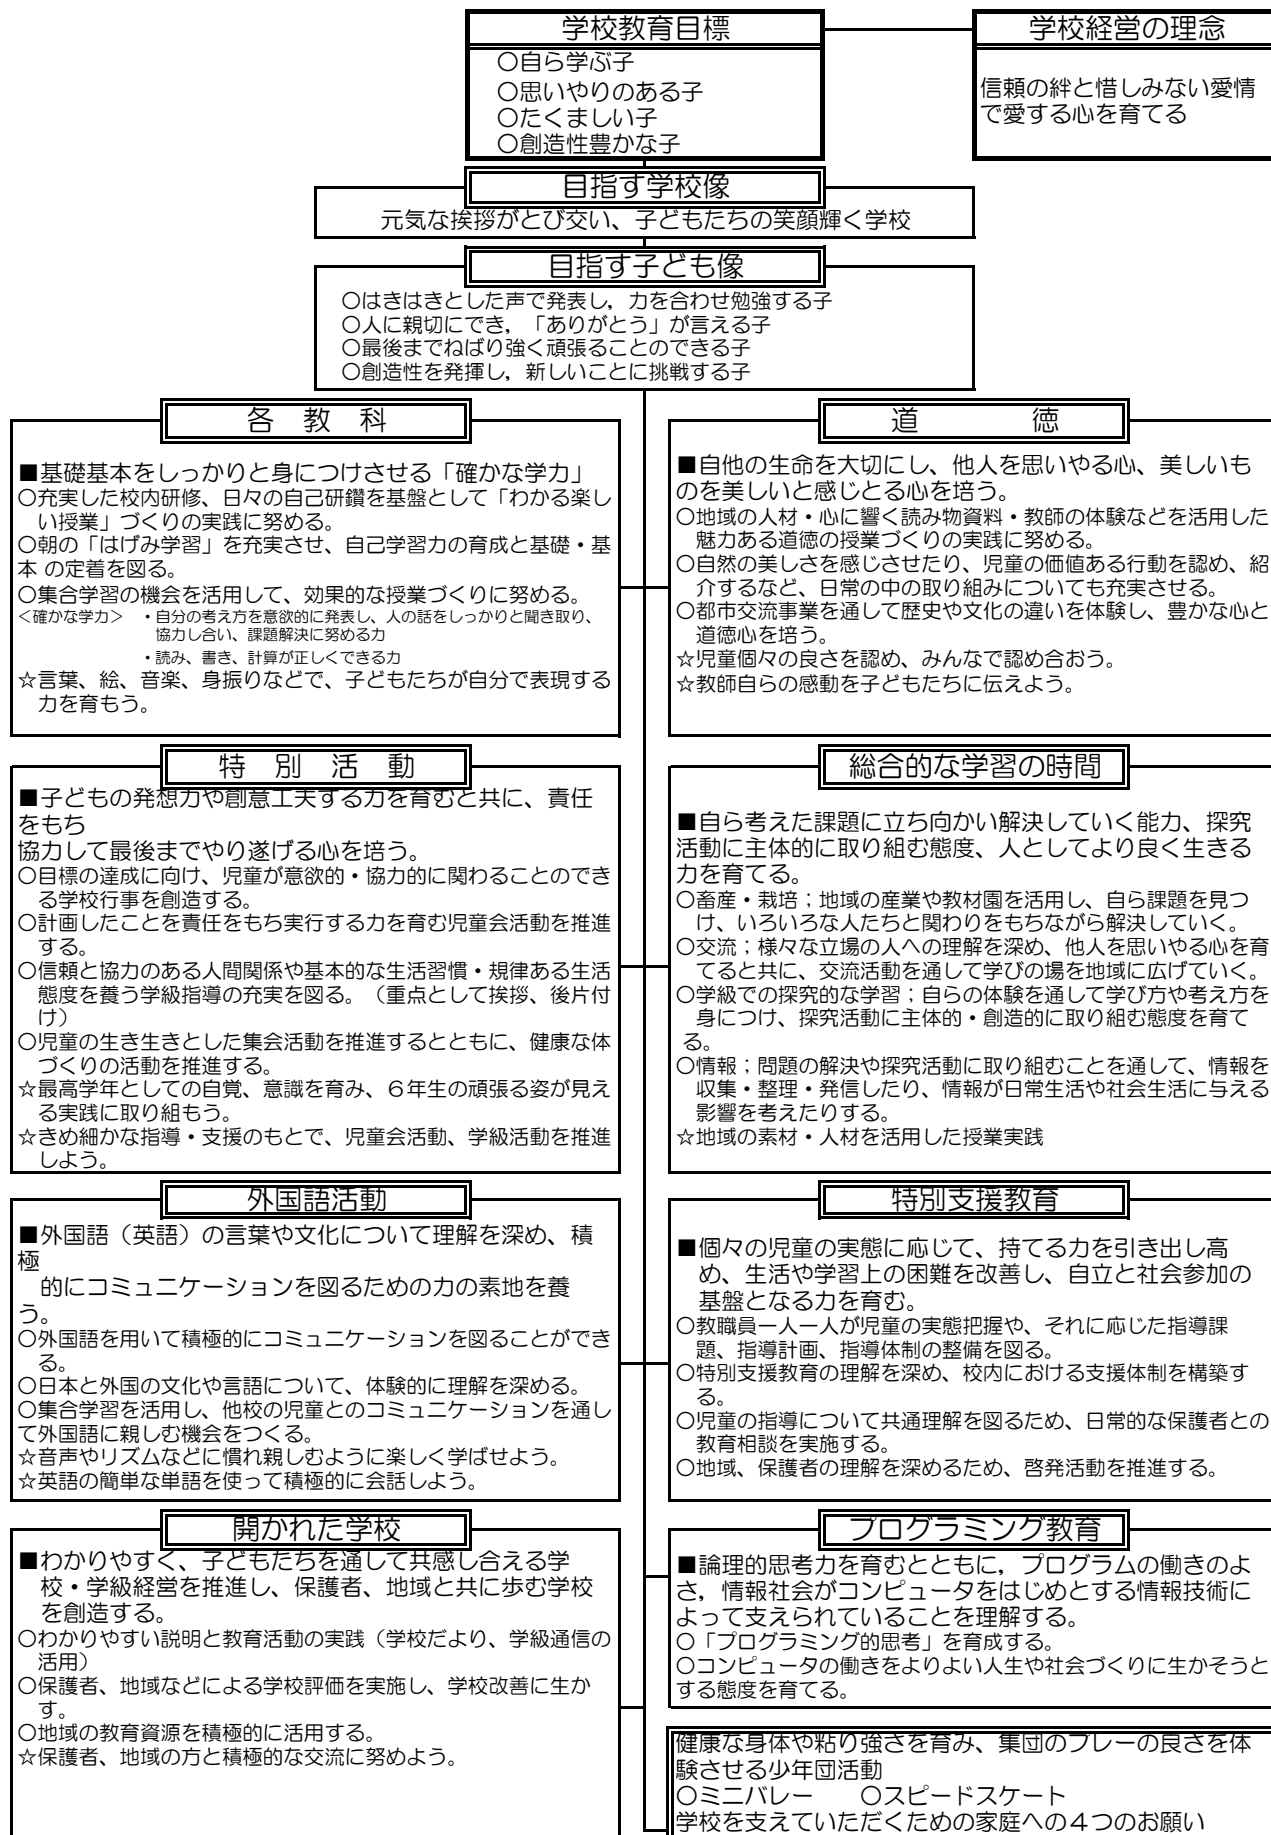 学校教育目標
○自ら学ぶ子
○思いやりのある子
○たくましい子
○創造性豊かな子
学校経営の理念
信頼の絆と惜しみない愛情
で愛する心を育てる
目指す学校像
元気な挨拶がとび交い、子どもたちの笑顔輝く学校
目指す子ども像
○はきはきとした声で発表し，力を合わせ勉強する子
○人に親切にでき，「ありがとう」が言える子
○最後までねばり強く頑張ることのできる子
○創造性を発揮し，新しいことに挑戦する子
各　教　科
■基礎基本をしっかりと身につけさせる「確かな学力」
○充実した校内研修、日々の自己研鑽を基盤として「わかる楽し
い授業」づくりの実践に努める。
○朝の「はげみ学習」を充実させ、自己学習力の育成と基礎・基
本 の定着を図る。
○集合学習の機会を活用して、効果的な授業づくりに努める。
＜確かな学力＞　・自分の考え方を意欲的に発表し、人の話をしっかりと聞き取り、
協力し合い、課題解決に努める力
・読み、書き、計算が正しくできる力
☆言葉、絵、音楽、身振りなどで、子どもたちが自分で表現する
力を育もう。
道　　　徳
■自他の生命を大切にし、他人を思いやる心、美しいも
のを美しいと感じとる心を培う。
○地域の人材・心に響く読み物資料・教師の体験などを活用した
魅力ある道徳の授業づくりの実践に努める。
○自然の美しさを感じさせたり、児童の価値ある行動を認め、紹
介するなど、日常の中の取り組みについても充実させる。
○都市交流事業を通して歴史や文化の違いを体験し、豊かな心と
道徳心を培う。
☆児童個々の良さを認め、みんなで認め合おう。
☆教師自らの感動を子どもたちに伝えよう。
特　別　活　動
■子どもの発想力や創意工夫する力を育むと共に、責任
をもち
協力して最後までやり遂げる心を培う。
○目標の達成に向け、児童が意欲的・協力的に関わることのでき
る学校行事を創造する。
○計画したことを責任をもち実行する力を育む児童会活動を推進
する。
○信頼と協力のある人間関係や基本的な生活習慣・規律ある生活
態度を養う学級指導の充実を図る。（重点として挨拶、後片付
け）
○児童の生き生きとした集会活動を推進するとともに、健康な体
づくりの活動を推進する。
☆最高学年としての自覚、意識を育み、６年生の頑張る姿が見え
る実践に取り組もう。
☆きめ細かな指導・支援のもとで、児童会活動、学級活動を推進
しよう。
総合的な学習の時間
■自ら考えた課題に立ち向かい解決していく能力、探究
活動に主体的に取り組む態度、人としてより良く生きる
力を育てる。
○畜産・栽培；地域の産業や教材園を活用し、自ら課題を見つ
け、いろいろな人たちと関わりをもちながら解決していく。
○交流；様々な立場の人への理解を深め、他人を思いやる心を育
てると共に、交流活動を通して学びの場を地域に広げていく。
○学級での探究的な学習；自らの体験を通して学び方や考え方を
身につけ、探究活動に主体的・創造的に取り組む態度を育て
る。
○情報；問題の解決や探究活動に取り組むことを通して、情報を
収集・整理・発信したり、情報が日常生活や社会生活に与える
影響を考えたりする。
☆地域の素材・人材を活用した授業実践
外国語活動
■外国語（英語）の言葉や文化について理解を深め、積
極
的にコミュニケーションを図るための力の素地を養
う。
○外国語を用いて積極的にコミュニケーションを図ることができ
る。
○日本と外国の文化や言語について、体験的に理解を深める。
○集合学習を活用し、他校の児童とのコミュニケーションを通し
て外国語に親しむ機会をつくる。
☆音声やリズムなどに慣れ親しむように楽しく学ばせよう。
☆英語の簡単な単語を使って積極的に会話しよう。
特別支援教育
■個々の児童の実態に応じて、持てる力を引き出し高
め、生活や学習上の困難を改善し、自立と社会参加の
基盤となる力を育む。
○教職員一人一人が児童の実態把握や、それに応じた指導課
題、指導計画、指導体制の整備を図る。
○特別支援教育の理解を深め、校内における支援体制を構築す
る。
○児童の指導について共通理解を図るため、日常的な保護者との
教育相談を実施する。
○地域、保護者の理解を深めるため、啓発活動を推進する。
開かれた学校
■わかりやすく、子どもたちを通して共感し合える学
校・学級経営を推進し、保護者、地域と共に歩む学校
を創造する。
○わかりやすい説明と教育活動の実践（学校だより、学級通信の
活用）
○保護者、地域などによる学校評価を実施し、学校改善に生か
す。
○地域の教育資源を積極的に活用する。
☆保護者、地域の方と積極的な交流に努めよう。
プログラミング教育
■論理的思考力を育むとともに，プログラムの働きのよ
さ，情報社会がコンピュータをはじめとする情報技術に
よって支えられていることを理解する。
○「プログラミング的思考」を育成する。
○コンピュータの働きをよりよい人生や社会づくりに生かそうと
する態度を育てる。
健康な身体や粘り強さを育み、集団のプレーの良さを体
験させる少年団活動
○ミニバレー　　○スピードスケート
学校を支えていただくための家庭への４つのお願い